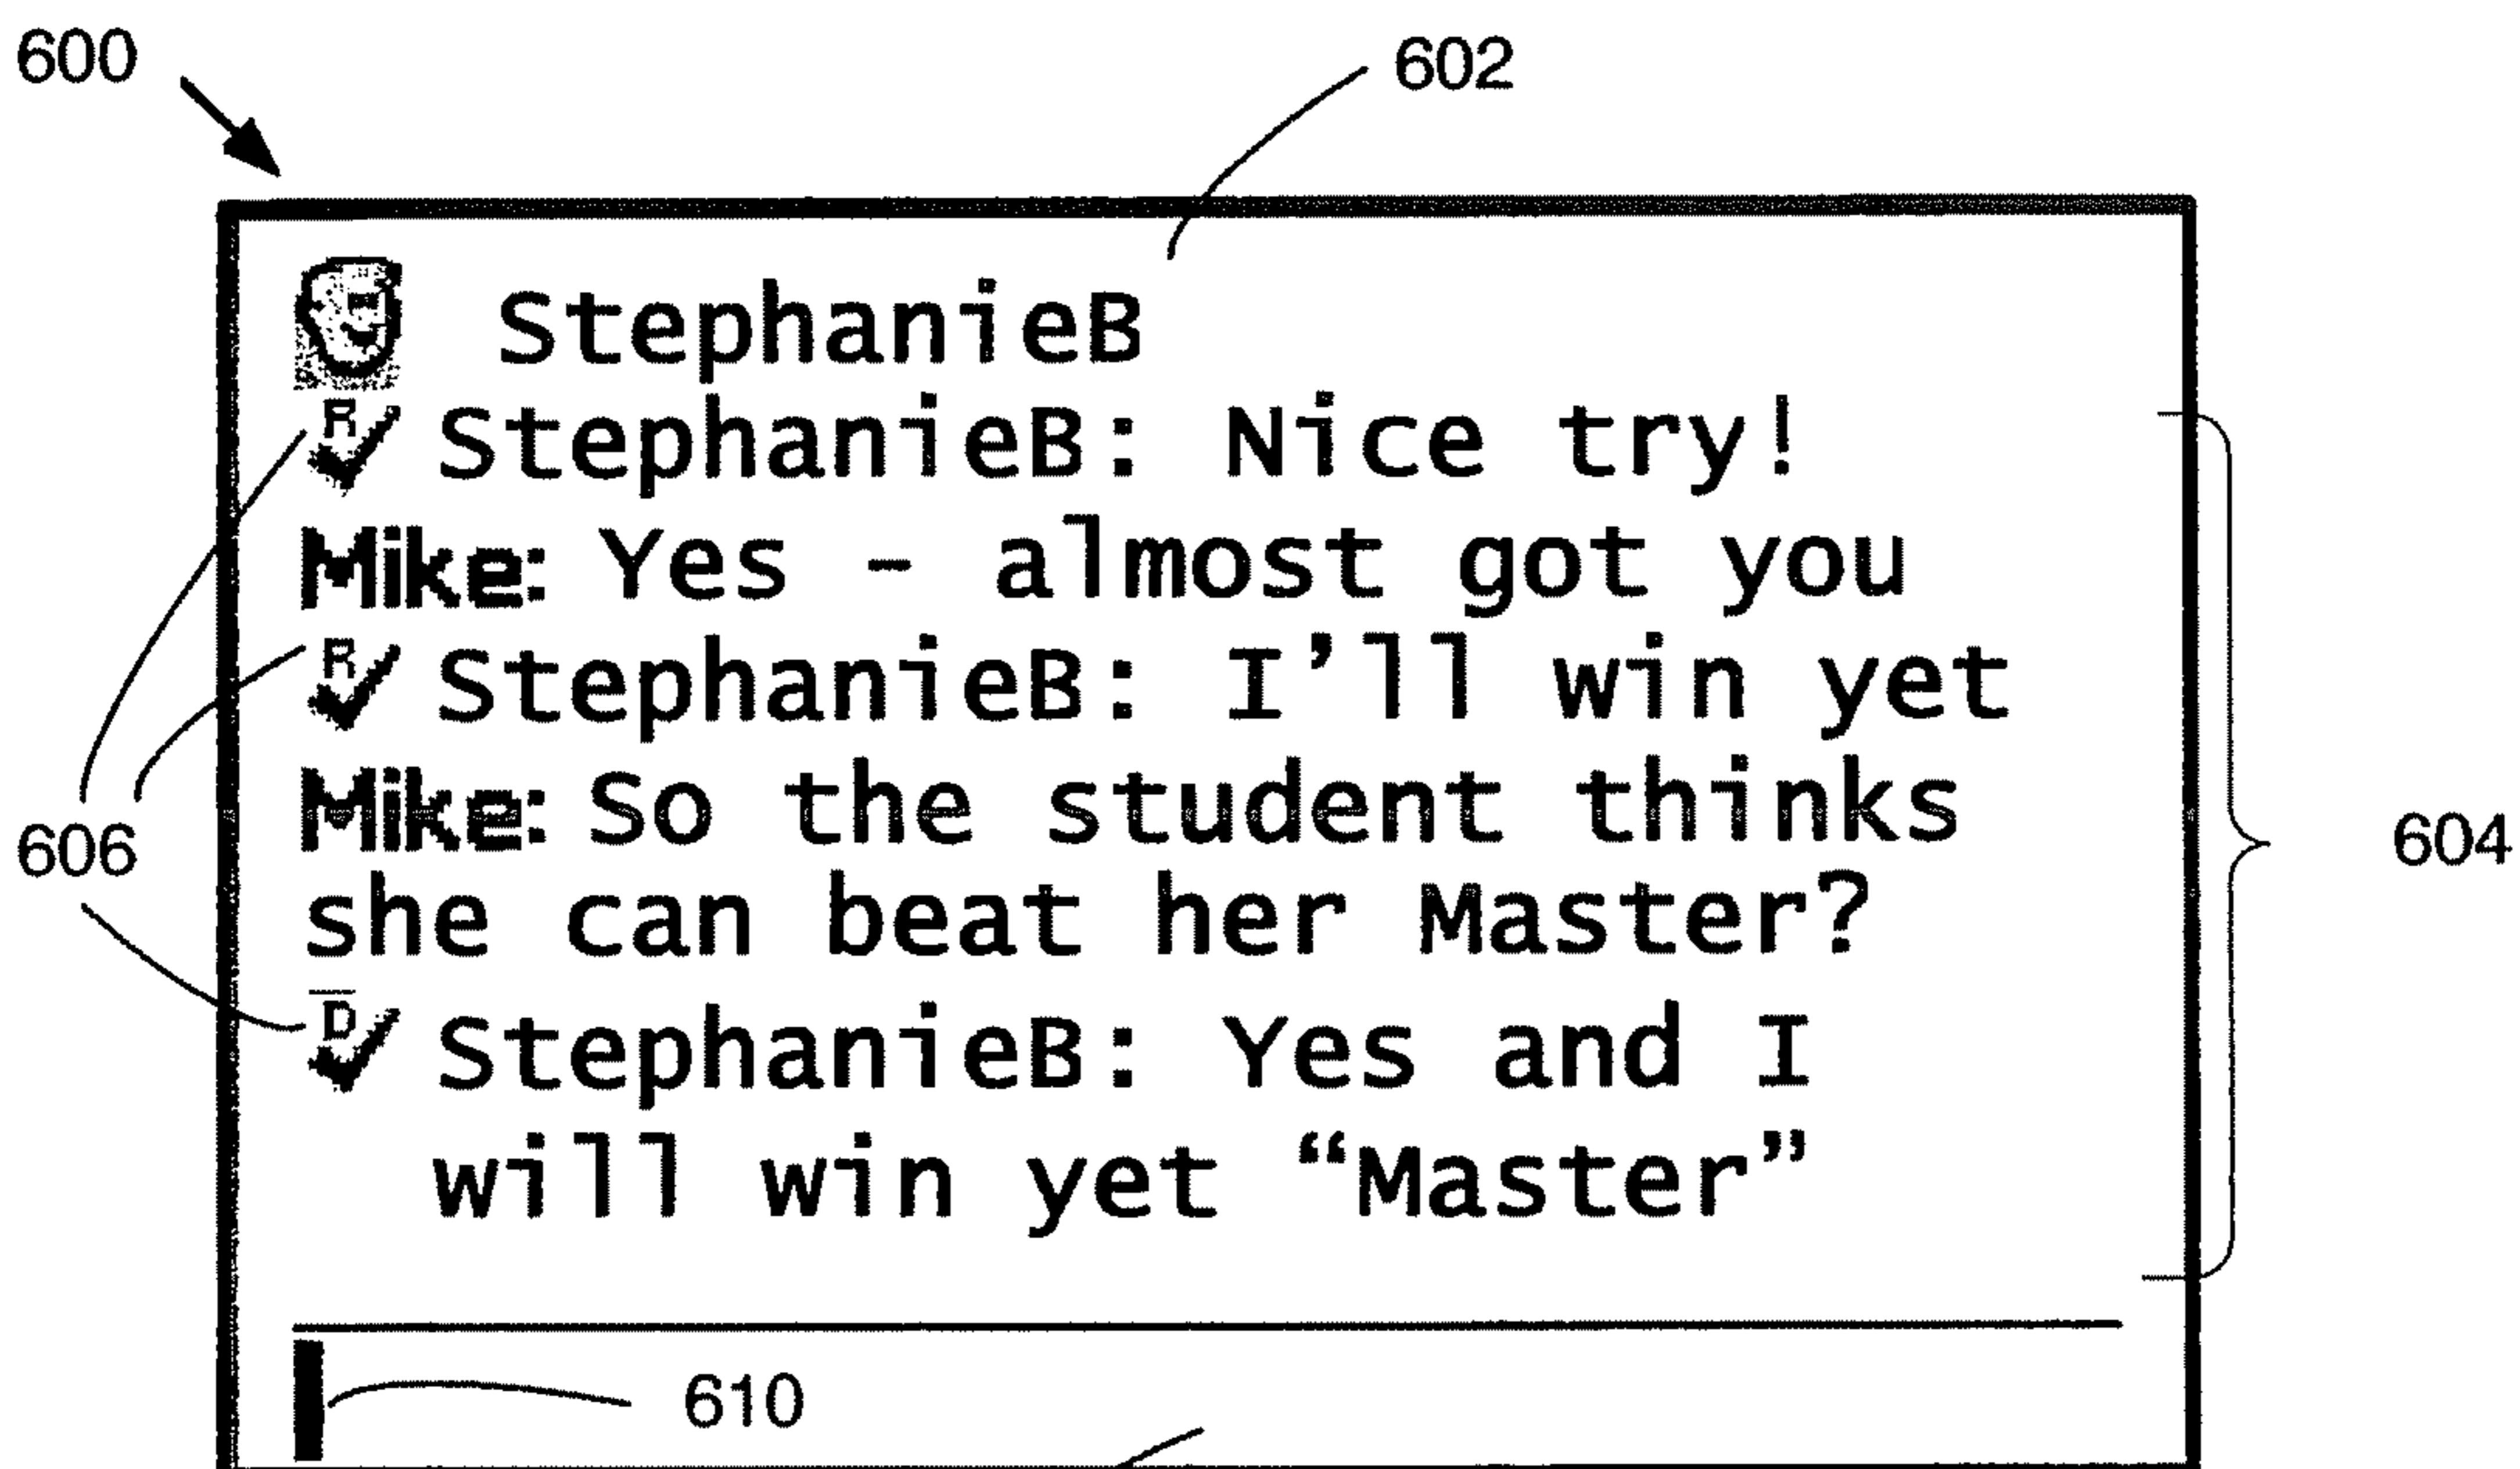 600
602
StephanieB
R StephanieB: Nice try!
Mike: Yes – almost got you
R StephanieB: I’ll win yet
Mike: So the student thinks
606
604
she can beat her Master?
D StephanieB: Yes and I
will win yet “Master”
610